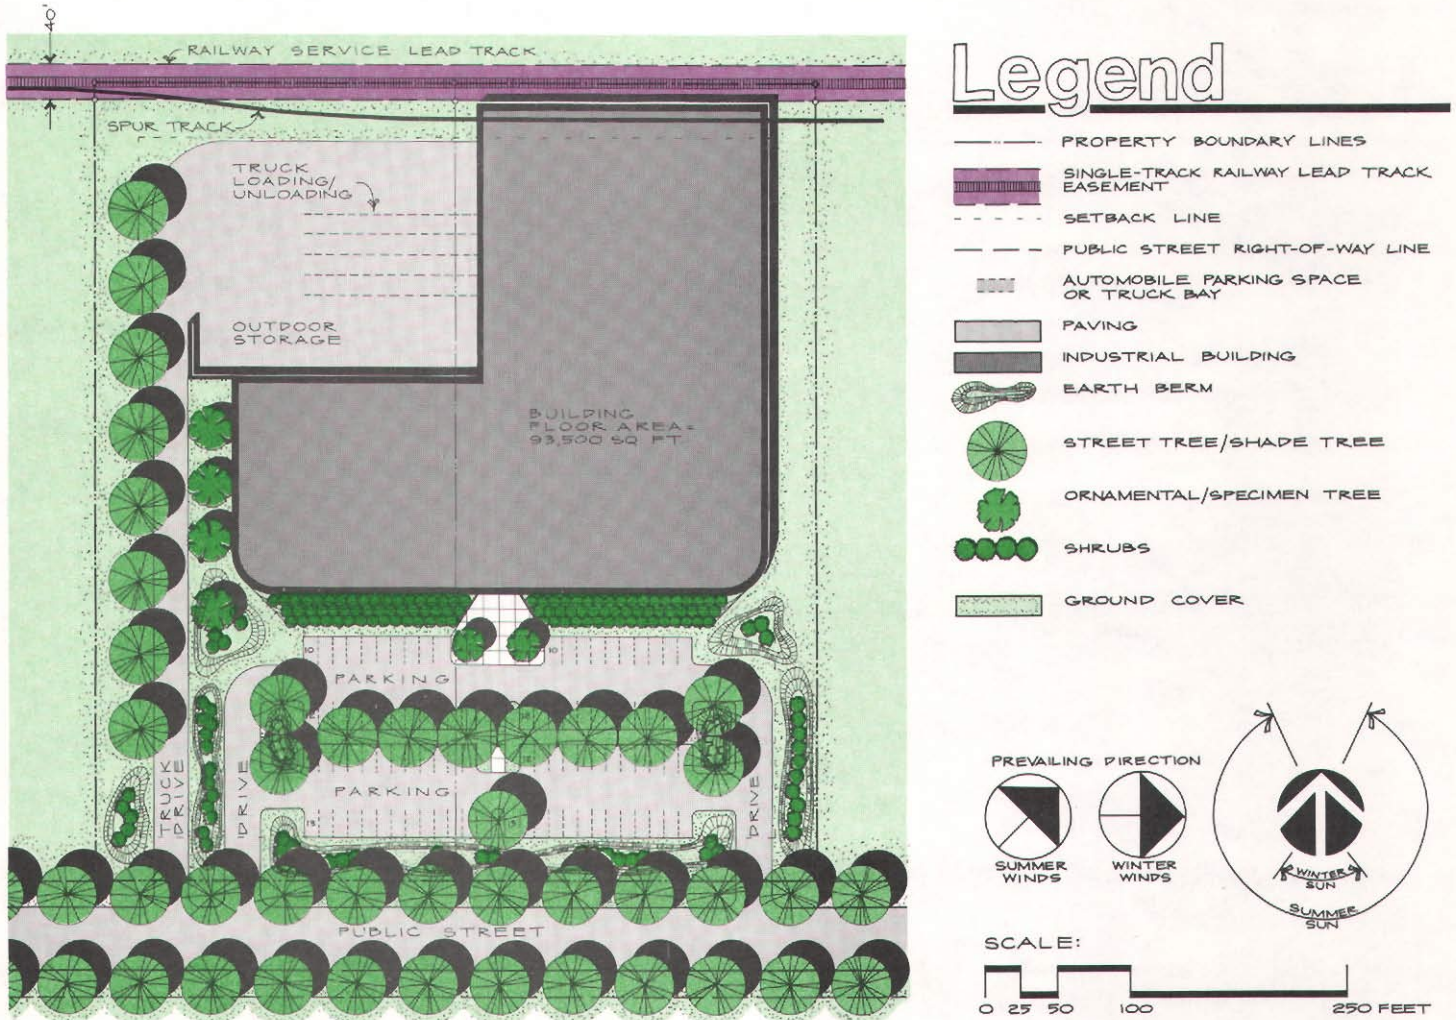 40'
RAILWAY SERVICE LEAD TRACK
SPUR TRACK
TRUCK
LOADING/
UNLOADING
OUTDOOR
STORAGE
BUILDING
FLOOR AREA=
93,500 SQ FT
10
10
PARKING
18
PARKING
13
13
TRUCK
DRIVE
DRIVE
DRIVE
PUBLIC STREET
Legend
PROPERTY BOUNDARY LINES
SINGLE-TRACK RAILWAY LEAD TRACK
EASEMENT
SETBACK LINE
PUBLIC STREET RIGHT-OF-WAY LINE
AUTOMOBILE PARKING SPACE
OR TRUCK BAY
PAVING
INDUSTRIAL BUILDING
EARTH BERM
STREET TREE/SHADE TREE
ORNAMENTAL/SPECIMEN TREE
SHRUBS
GROUND COVER
PREVAILING DIRECTION
SUMMER
WINDS
WINTER
WINDS
WINTER
SUN
SUMMER
SUN
SCALE:
0 25 50 100 250 FEET